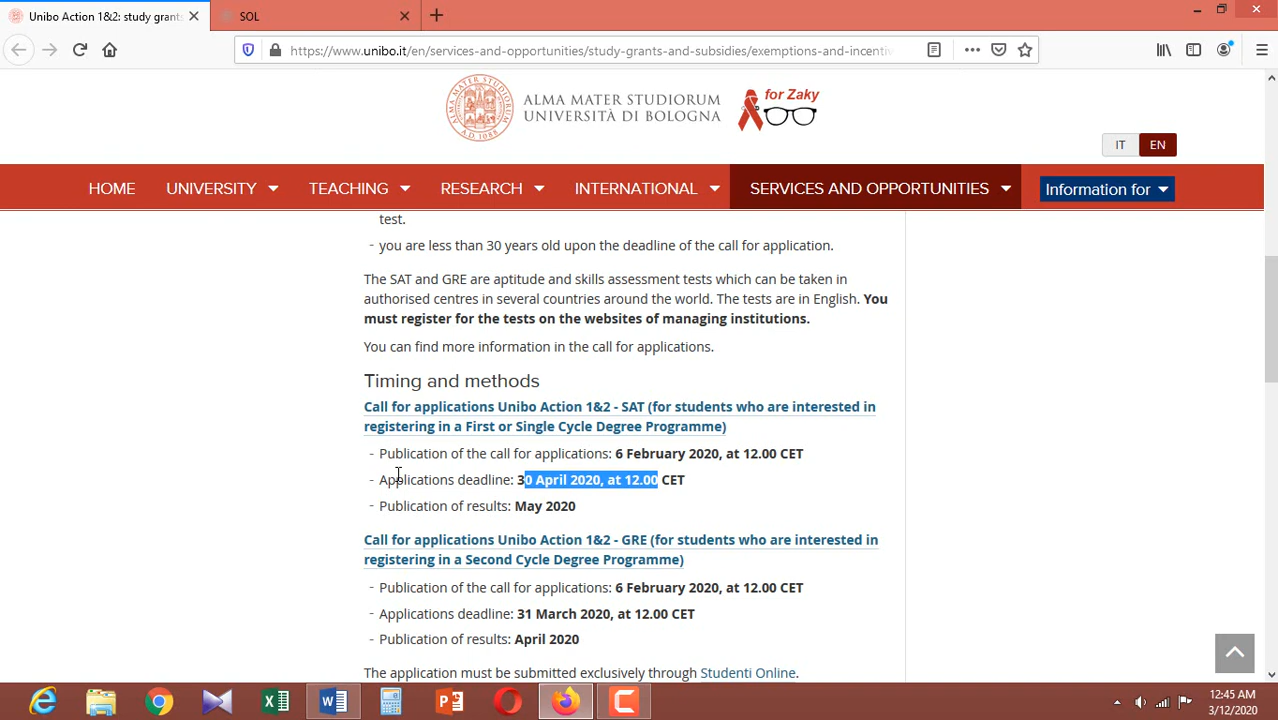 Unibo Action 1&2: study grants
SOL
https://www.unibo.it/en/services-and-opportunities/study-grants-and-subsidies/exemptions-and-incentiv
ALMA MATER STUDIORUM
UNIVERSITÀ DI BOLOGNA
for Zaky
IT
EN
HOME
UNIVERSITY
TEACHING
RESEARCH
INTERNATIONAL
SERVICES AND OPPORTUNITIES
Information for
test.
- you are less than 30 years old upon the deadline of the call for application.
The SAT and GRE are aptitude and skills assessment tests which can be taken in
authorised centres in several countries around the world. The tests are in English. You
must register for the tests on the websites of managing institutions.
You can find more information in the call for applications.
Timing and methods
Call for applications Unibo Action 1&2 - SAT (for students who are interested in
registering in a First or Single Cycle Degree Programme)
- Publication of the call for applications: 6 February 2020, at 12.00 CET
- Applications deadline: 30 April 2020, at 12.00 CET
- Publication of results: May 2020
Call for applications Unibo Action 1&2 - GRE (for students who are interested in
registering in a Second Cycle Degree Programme)
- Publication of the call for applications: 6 February 2020, at 12.00 CET
- Applications deadline: 31 March 2020, at 12.00 CET
- Publication of results: April 2020
The application must be submitted exclusively through Studenti Online.
12:45 AM
3/12/2020